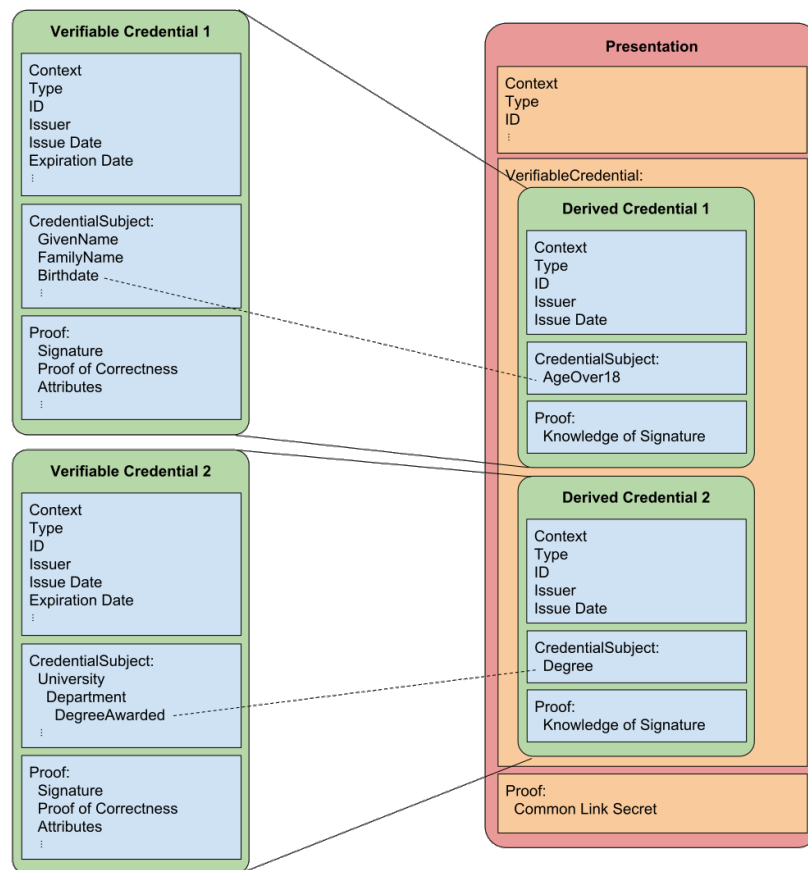 Verifiable Credential 1
Context
Type
ID
Issuer
Issue Date
Expiration Date
⋮
CredentialSubject:
GivenName
FamilyName
Birthdate
⋮
Proof:
Signature
Proof of Correctness
Attributes
⋮
Verifiable Credential 2
Context
Type
ID
Issuer
Issue Date
Expiration Date
⋮
CredentialSubject:
University
Department
DegreeAwarded
⋮
Proof:
Signature
Proof of Correctness
Attributes
⋮
Presentation
Context
Type
ID
⋮
VerifiableCredential:
Derived Credential 1
Context
Type
ID
Issuer
Issue Date
CredentialSubject:
AgeOver18
Proof:
Knowledge of Signature
Derived Credential 2
Context
Type
ID
Issuer
Issue Date
CredentialSubject:
Degree
Proof:
Knowledge of Signature
Proof:
Common Link Secret